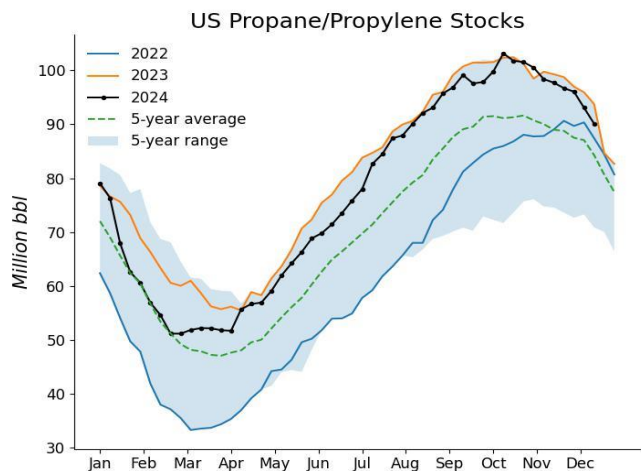 US Propane/Propylene Stocks
Million bbl
100
90
80
70
60
50
40
30
2022
2023
2024
5-year average
5-year range
Jan Feb Mar Apr May Jun Jul Aug Sep Oct Nov Dec